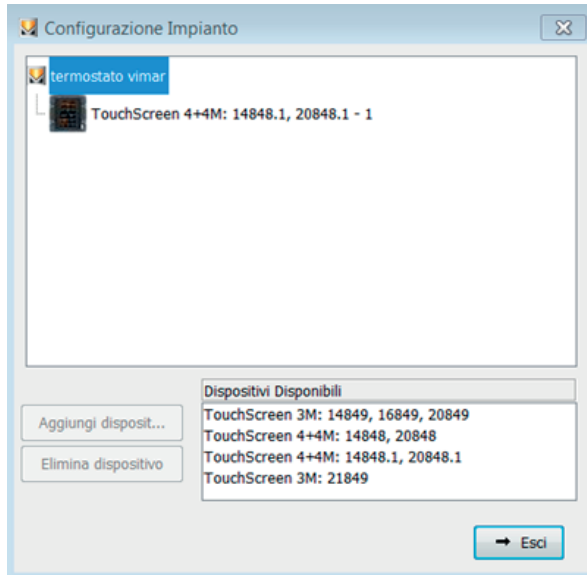 Configurazione Impianto
termostato vimar
TouchScreen 4+4M: 14848.1, 20848.1 - 1
Dispositivi Disponibili
Aggiungi disposit...
Elimina dispositivo
TouchScreen 3M: 14849, 16849, 20849
TouchScreen 4+4M: 14848, 20848
TouchScreen 4+4M: 14848.1, 20848.1
TouchScreen 3M: 21849
Esci